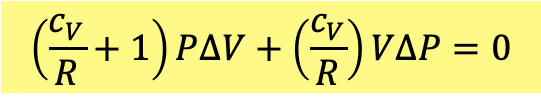 (c_V/R + 1) PΔV + (c_V/R) VΔP = 0